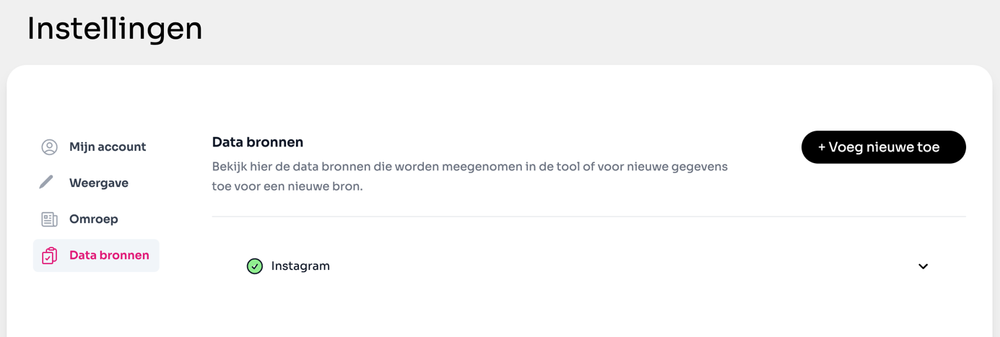 Instellingen
Mijn account
Weergave
Omroep
Data bronnen
Data bronnen
Bekijk hier de data bronnen die worden meegenomen in de tool of voor nieuwe gegevens
toe voor een nieuwe bron.
+ Voeg nieuwe toe
Instagram